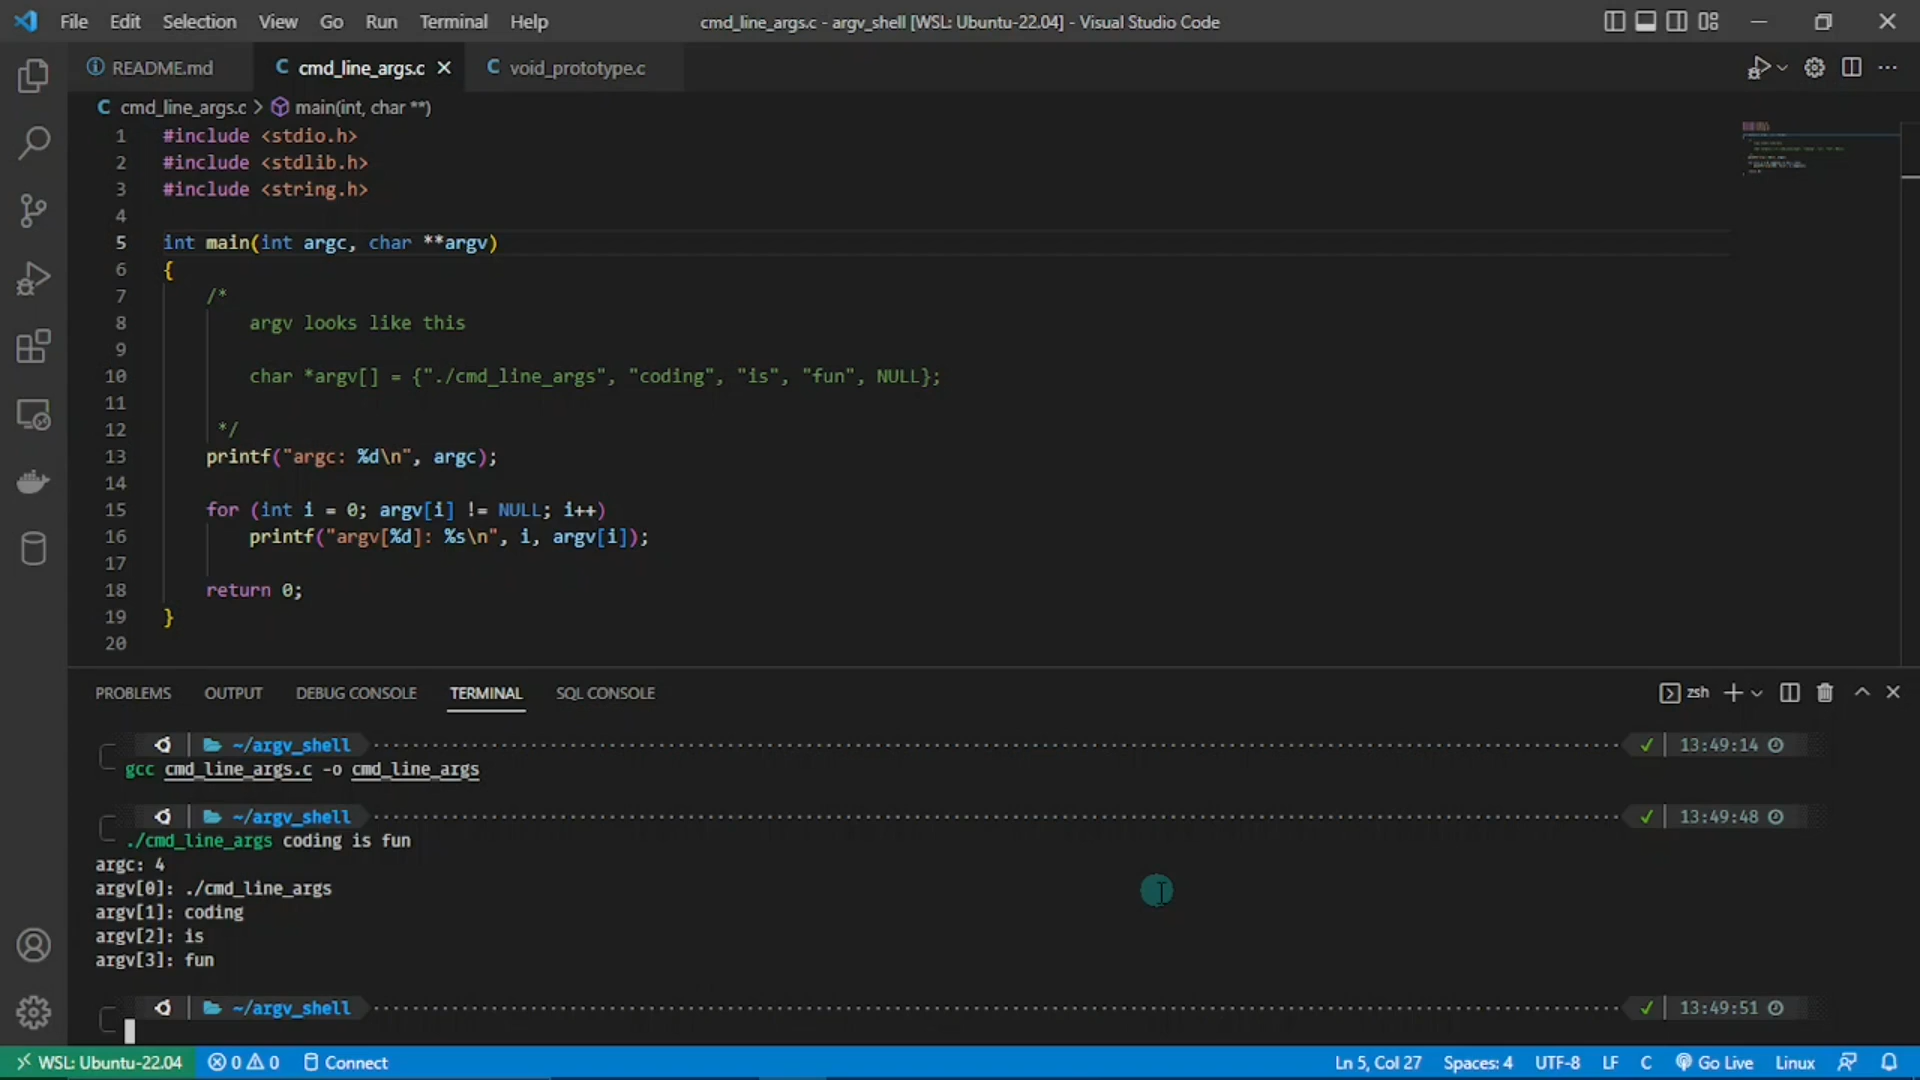 File Edit Selection View Go Run Terminal Help cmd_line_args.c - argv_shell [WSL: Ubuntu-22.04] - Visual Studio Code
README.md cmd_line_args.c void_prototype.c
cmd_line_args.c > main(int, char **)
1 #include <stdio.h>
2 #include <stdlib.h>
3 #include <string.h>
4
5 int main(int argc, char **argv)
6 {
7 /*
8 argv looks like this
9
10 char *argv[] = {"./cmd_line_args", "coding", "is", "fun", NULL};
11
12 */
13 printf("argc: %d\n", argc);
14
15 for (int i = 0; argv[i] != NULL; i++)
16 printf("argv[%d]: %s\n", i, argv[i]);
17
18 return 0;
19 }
20
PROBLEMS OUTPUT DEBUG CONSOLE TERMINAL SQL CONSOLE zsh
~/argv_shell 13:49:14
gcc cmd_line_args.c -o cmd_line_args
~/argv_shell 13:49:48
./cmd_line_args coding is fun
argc: 4
argv[0]: ./cmd_line_args
argv[1]: coding
argv[2]: is
argv[3]: fun
~/argv_shell 13:49:51
WSL: Ubuntu-22.04 0 0 Connect Ln 5, Col 27 Spaces: 4 UTF-8 LF C Go Live Linux